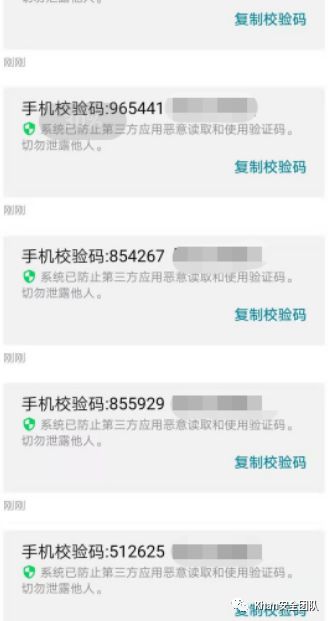 切勿泄露他人。
复制校验码
刚刚
手机校验码:965441
系统已防止第三方应用恶意读取和使用验证码。
切勿泄露他人。
复制校验码
刚刚
手机校验码:854267
系统已防止第三方应用恶意读取和使用验证码。
切勿泄露他人。
复制校验码
刚刚
手机校验码:855929
系统已防止第三方应用恶意读取和使用验证码。
切勿泄露他人。
复制校验码
刚刚
手机校验码:512625
系统已防止第三方应用恶意读取和使用验证码。
切勿泄露他人。
复制校验码
Khan安全团队